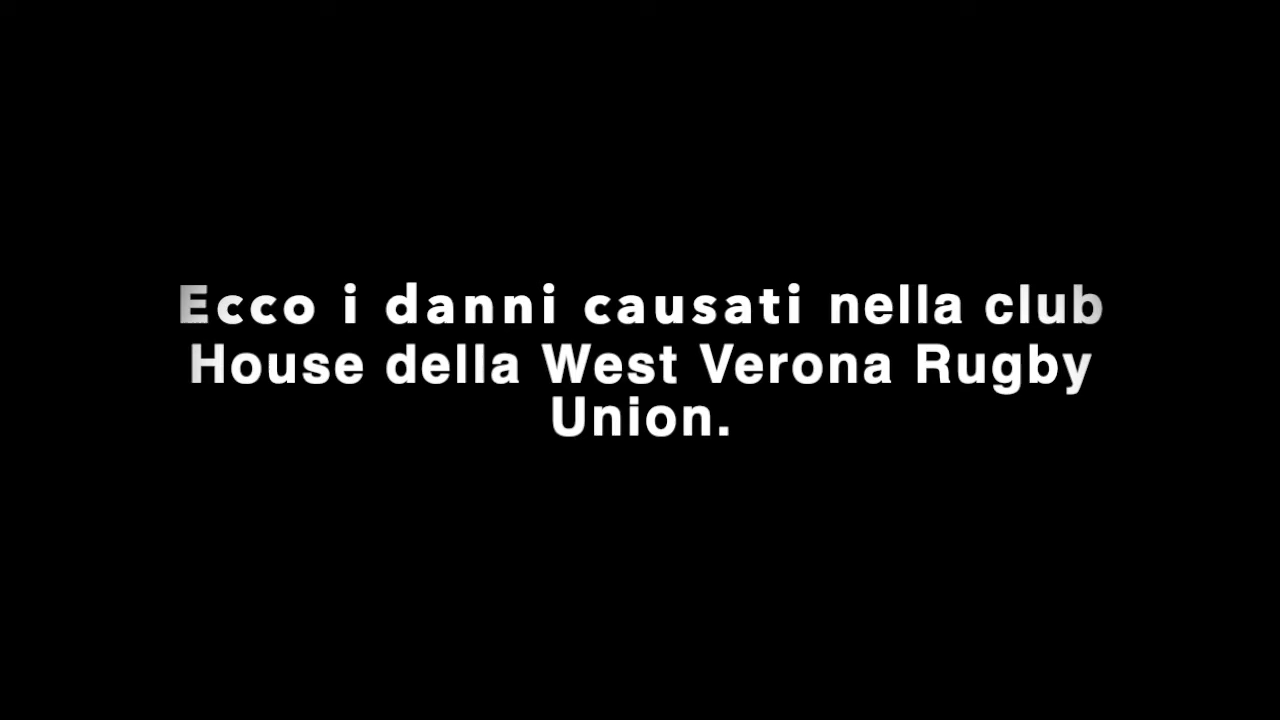 Ecco i danni causati nella club
House della West Verona Rugby
Union.